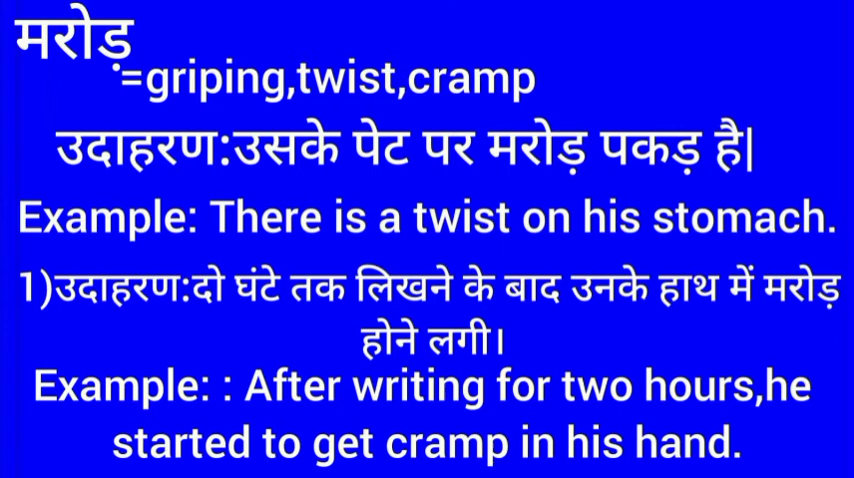 मरोड़
=griping,twist,cramp
उदाहरण:उसके पेट पर मरोड़ पकड़ है|
Example: There is a twist on his stomach.
1)उदाहरण:दो घंटे तक लिखने के बाद उनके हाथ में मरोड़
होने लगी।
Example: : After writing for two hours,he
started to get cramp in his hand.